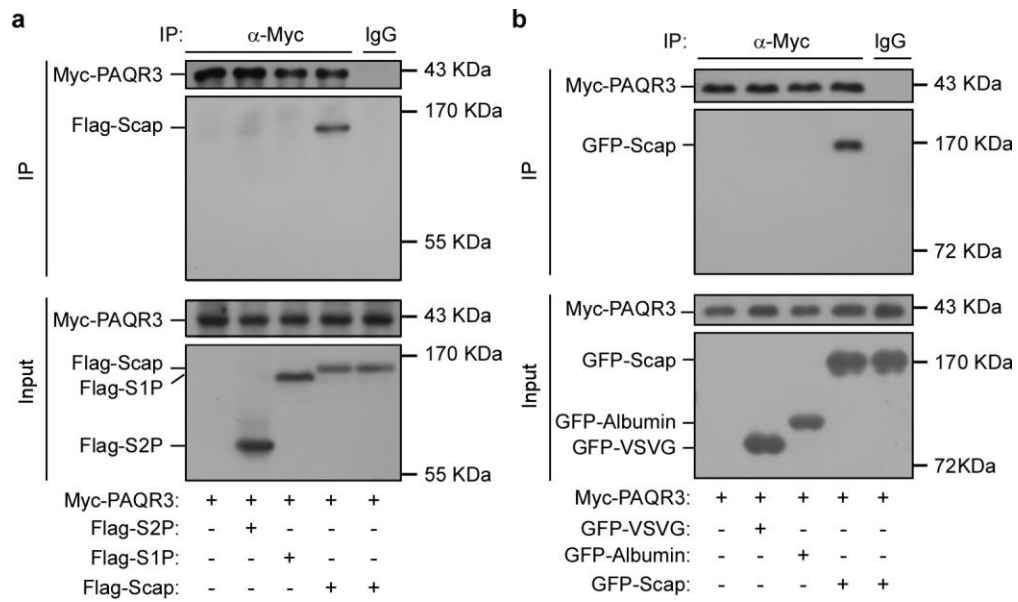 a
IP: α-Myc IgG
Myc-PAQR3 43 KDa
170 KDa
Flag-Scap
IP
55 KDa
Myc-PAQR3 43 KDa
170 KDa
Flag-Scap
Flag-S1P
Input
Flag-S2P
55 KDa
Myc-PAQR3: + + + + +
Flag-S2P: - + - - -
Flag-S1P: - - + - -
Flag-Scap: - - - + +
b
IP: α-Myc IgG
Myc-PAQR3 43 KDa
GFP-Scap 170 KDa
IP
72 KDa
Myc-PAQR3 43 KDa
GFP-Scap 170 KDa
Input
GFP-Albumin
GFP-VSVG
72KDa
Myc-PAQR3: + + + + +
GFP-VSVG: - + - - -
GFP-Albumin: - - + - -
GFP-Scap: - - - + +